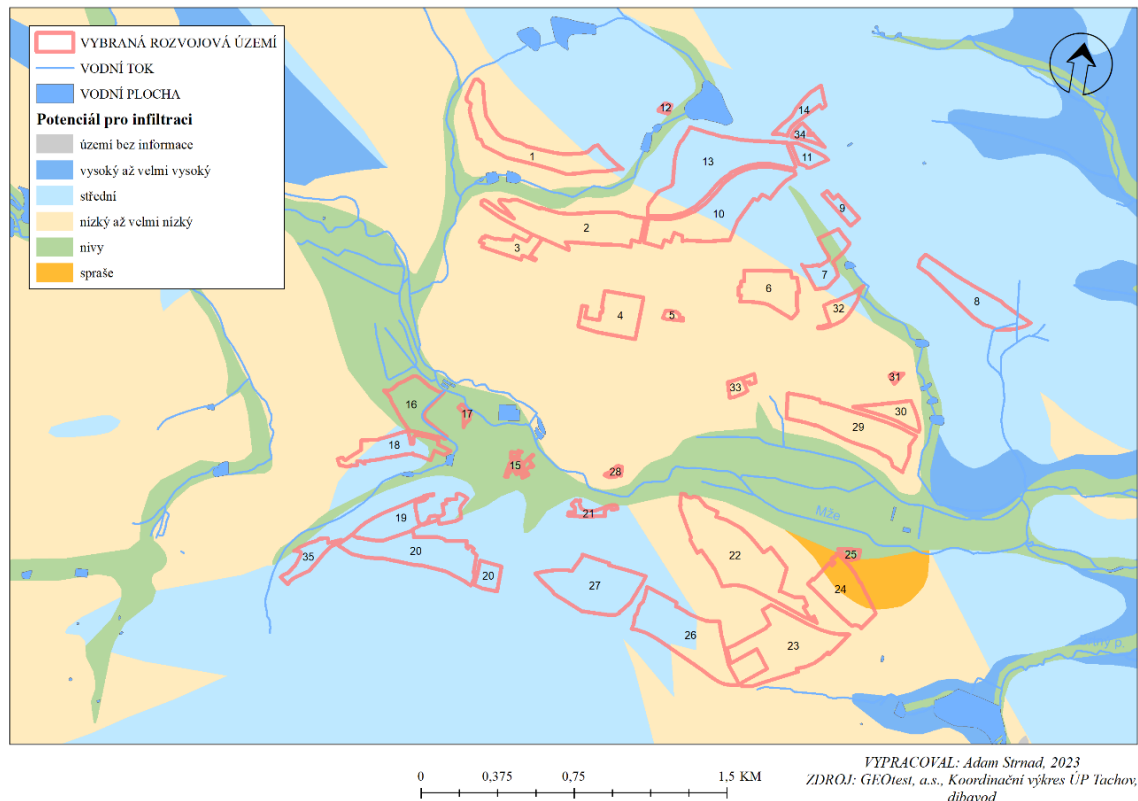 VYBRANÁ ROZVOJOVÁ ÚZEMÍ
VODNÍ TOK
VODNÍ PLOCHA
Potenciál pro infiltraci
území bez informace
vysoký až velmi vysoký
střední
nízký až velmi nízký
nivy
spraše
12
14
34
1
13
11
9
10
2
3
7
8
6
32
4
5
31
33
16
30
17
29
18
15
28
Mže
21
19
25
22
35
20
20
27
24
26
23
ý p.
0
0,375
0,75
1,5 KM
VYPRACOVAL: Adam Strnad, 2023
ZDROJ: GEOtest, a.s., Koordinační výkres ÚP Tachov,
dibavod